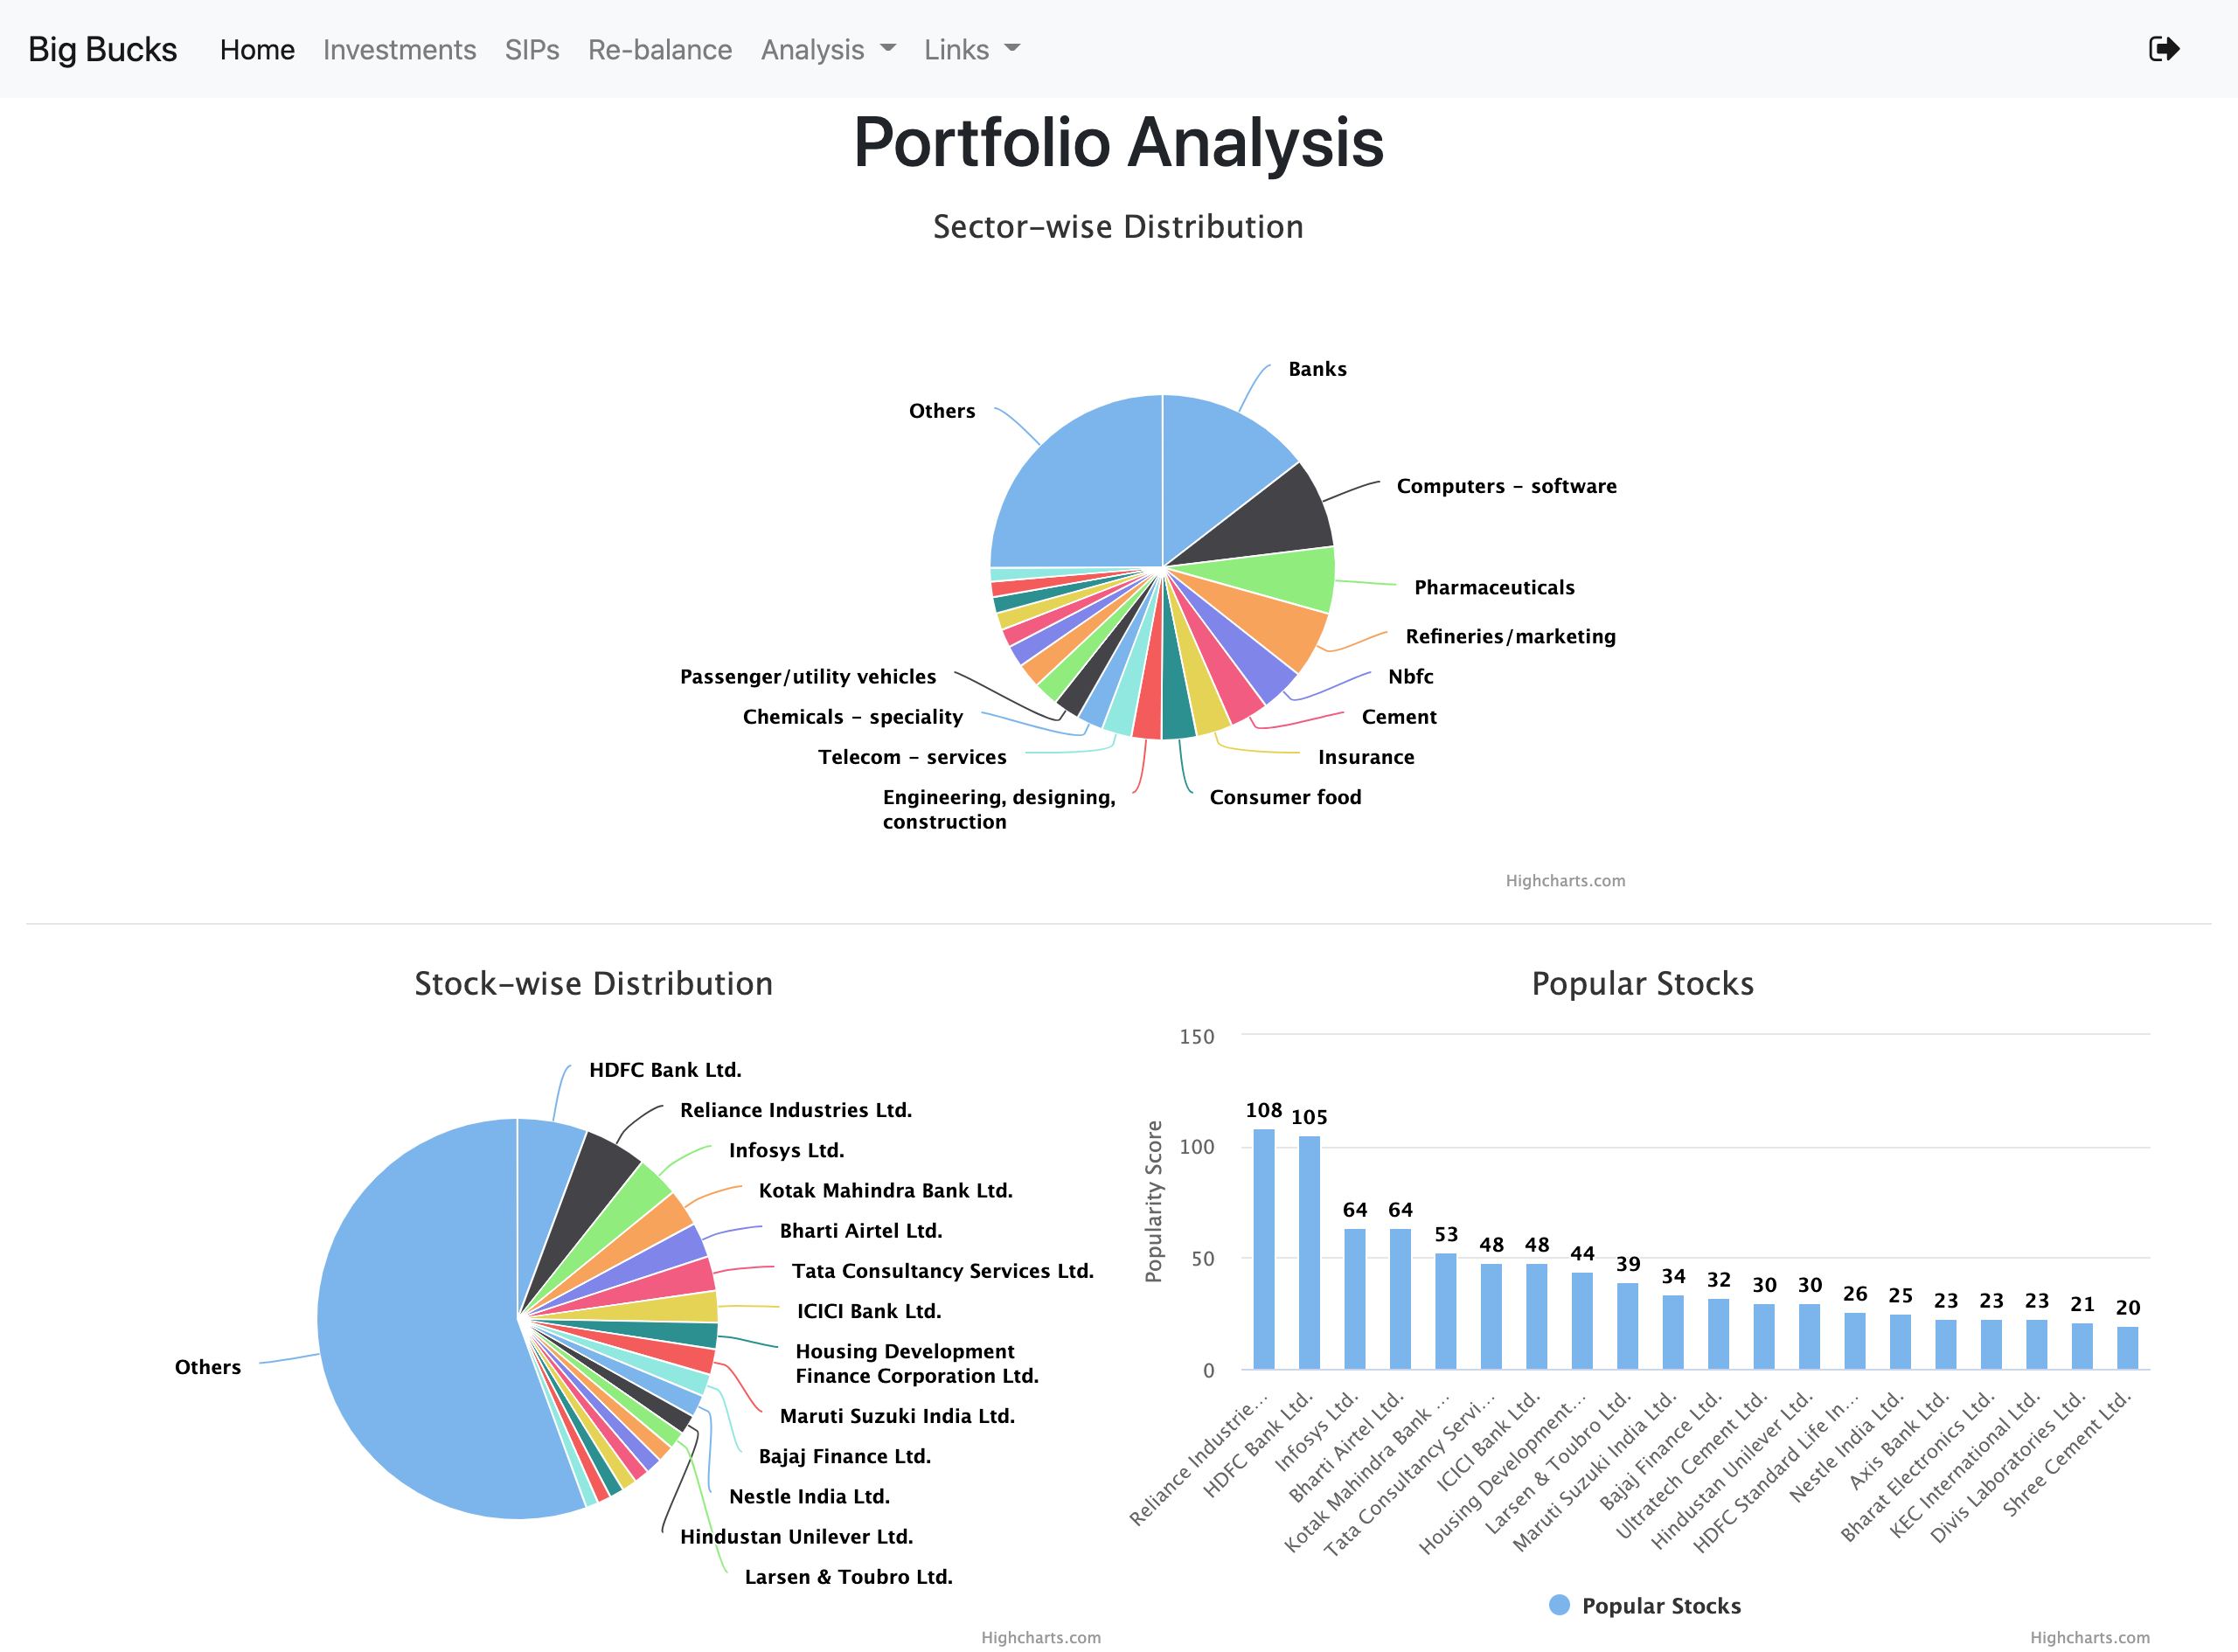 Big Bucks Home Investments SIPs Re-balance Analysis Links
Portfolio Analysis
Sector-wise Distribution
Banks
Others
Computers - software
Pharmaceuticals
Refineries/marketing
Passenger/utility vehicles
Nbfc
Chemicals - speciality
Cement
Telecom - services
Insurance
Engineering, designing,
construction
Consumer food
Highcharts.com
Stock-wise Distribution
HDFC Bank Ltd.
Reliance Industries Ltd.
Infosys Ltd.
Kotak Mahindra Bank Ltd.
Bharti Airtel Ltd.
Tata Consultancy Services Ltd.
ICICI Bank Ltd.
Housing Development
Finance Corporation Ltd.
Others
Maruti Suzuki India Ltd.
Bajaj Finance Ltd.
Nestle India Ltd.
Hindustan Unilever Ltd.
Larsen & Toubro Ltd.
Highcharts.com
Popular Stocks
Popularity Score
150
100
50
0
108
105
64
64
53
48
48
44
39
34
32
30
30
26
25
23
23
23
21
20
Reliance Industrie...
HDFC Bank Ltd.
Infosys Ltd.
Bharti Airtel Ltd.
Kotak Mahindra Bank ...
Tata Consultancy Servi...
ICICI Bank Ltd.
Housing Development...
Larsen & Toubro Ltd.
Maruti Suzuki India Ltd.
Bajaj Finance Ltd.
Ultratech Cement Ltd.
Hindustan Unilever Ltd.
HDFC Standard Life In...
Nestle India Ltd.
Axis Bank Ltd.
Bharat Electronics Ltd.
KEC International Ltd.
Divis Laboratories Ltd.
Shree Cement Ltd.
Popular Stocks
Highcharts.com